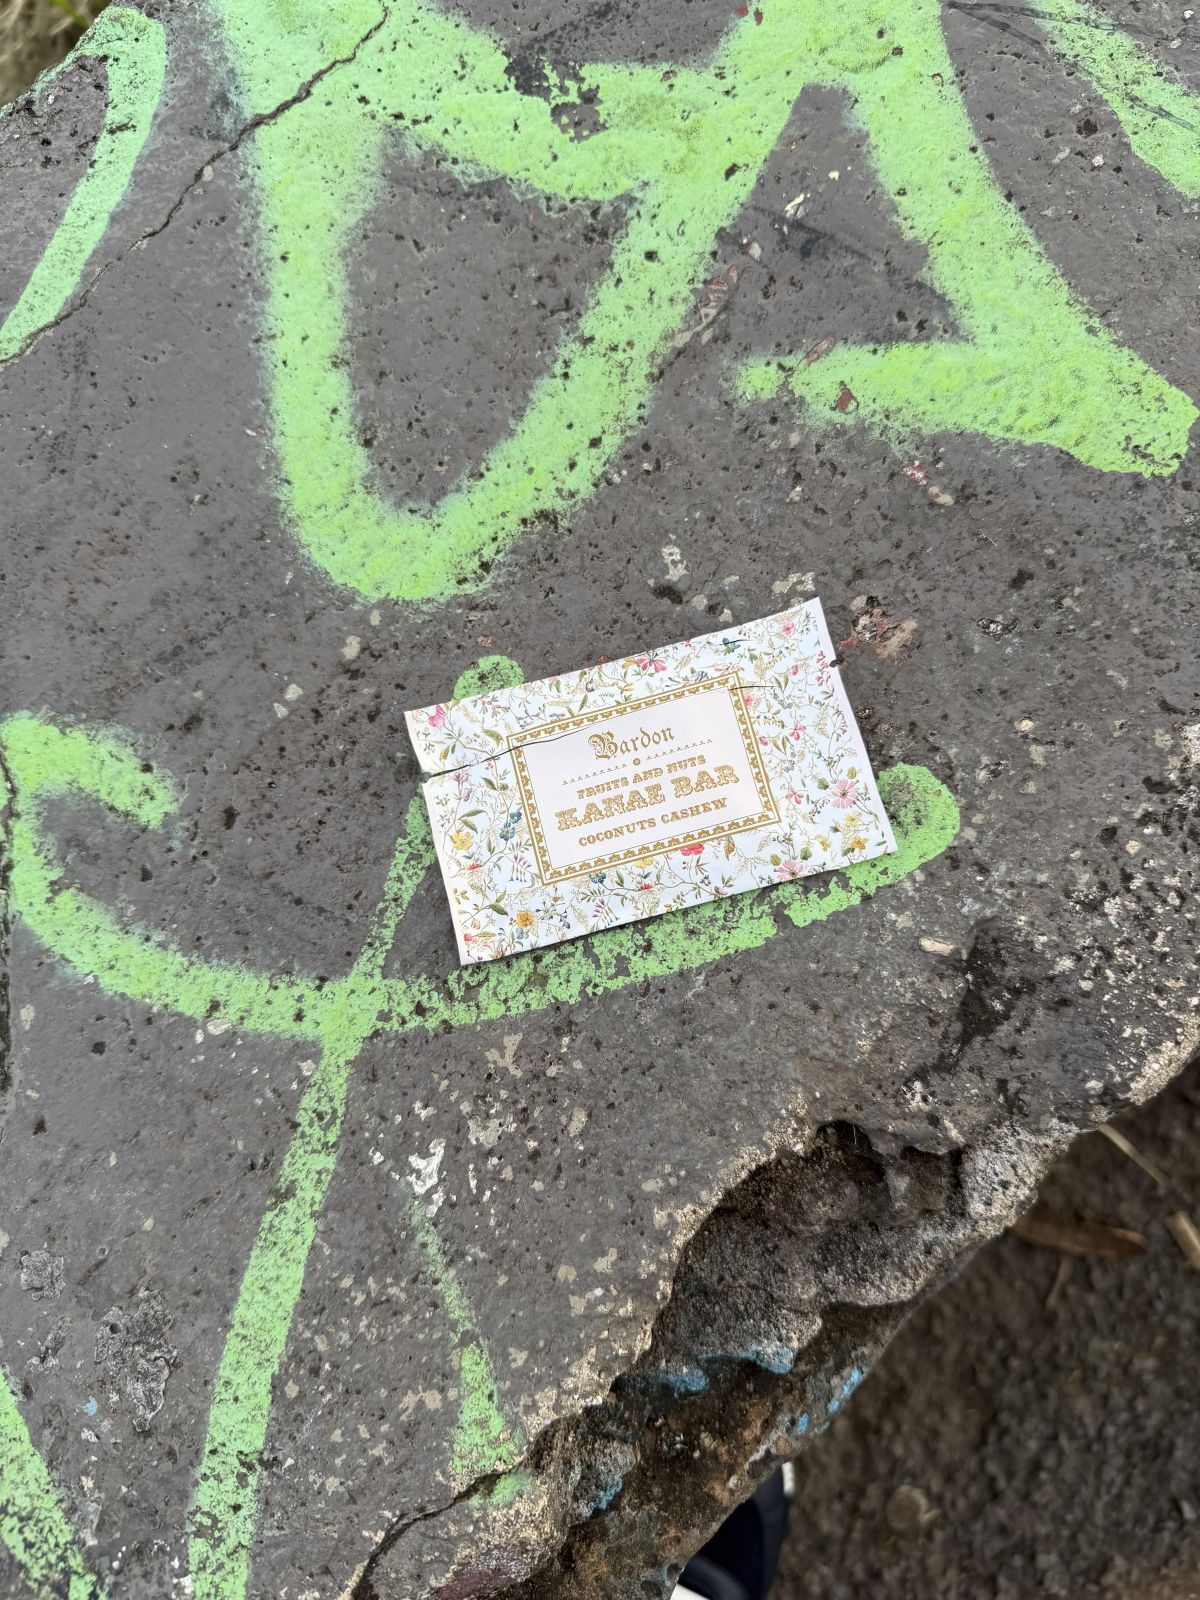 Bardon
FRUITS AND NUTS
KANAE BAR
COCONUTS CASHEW